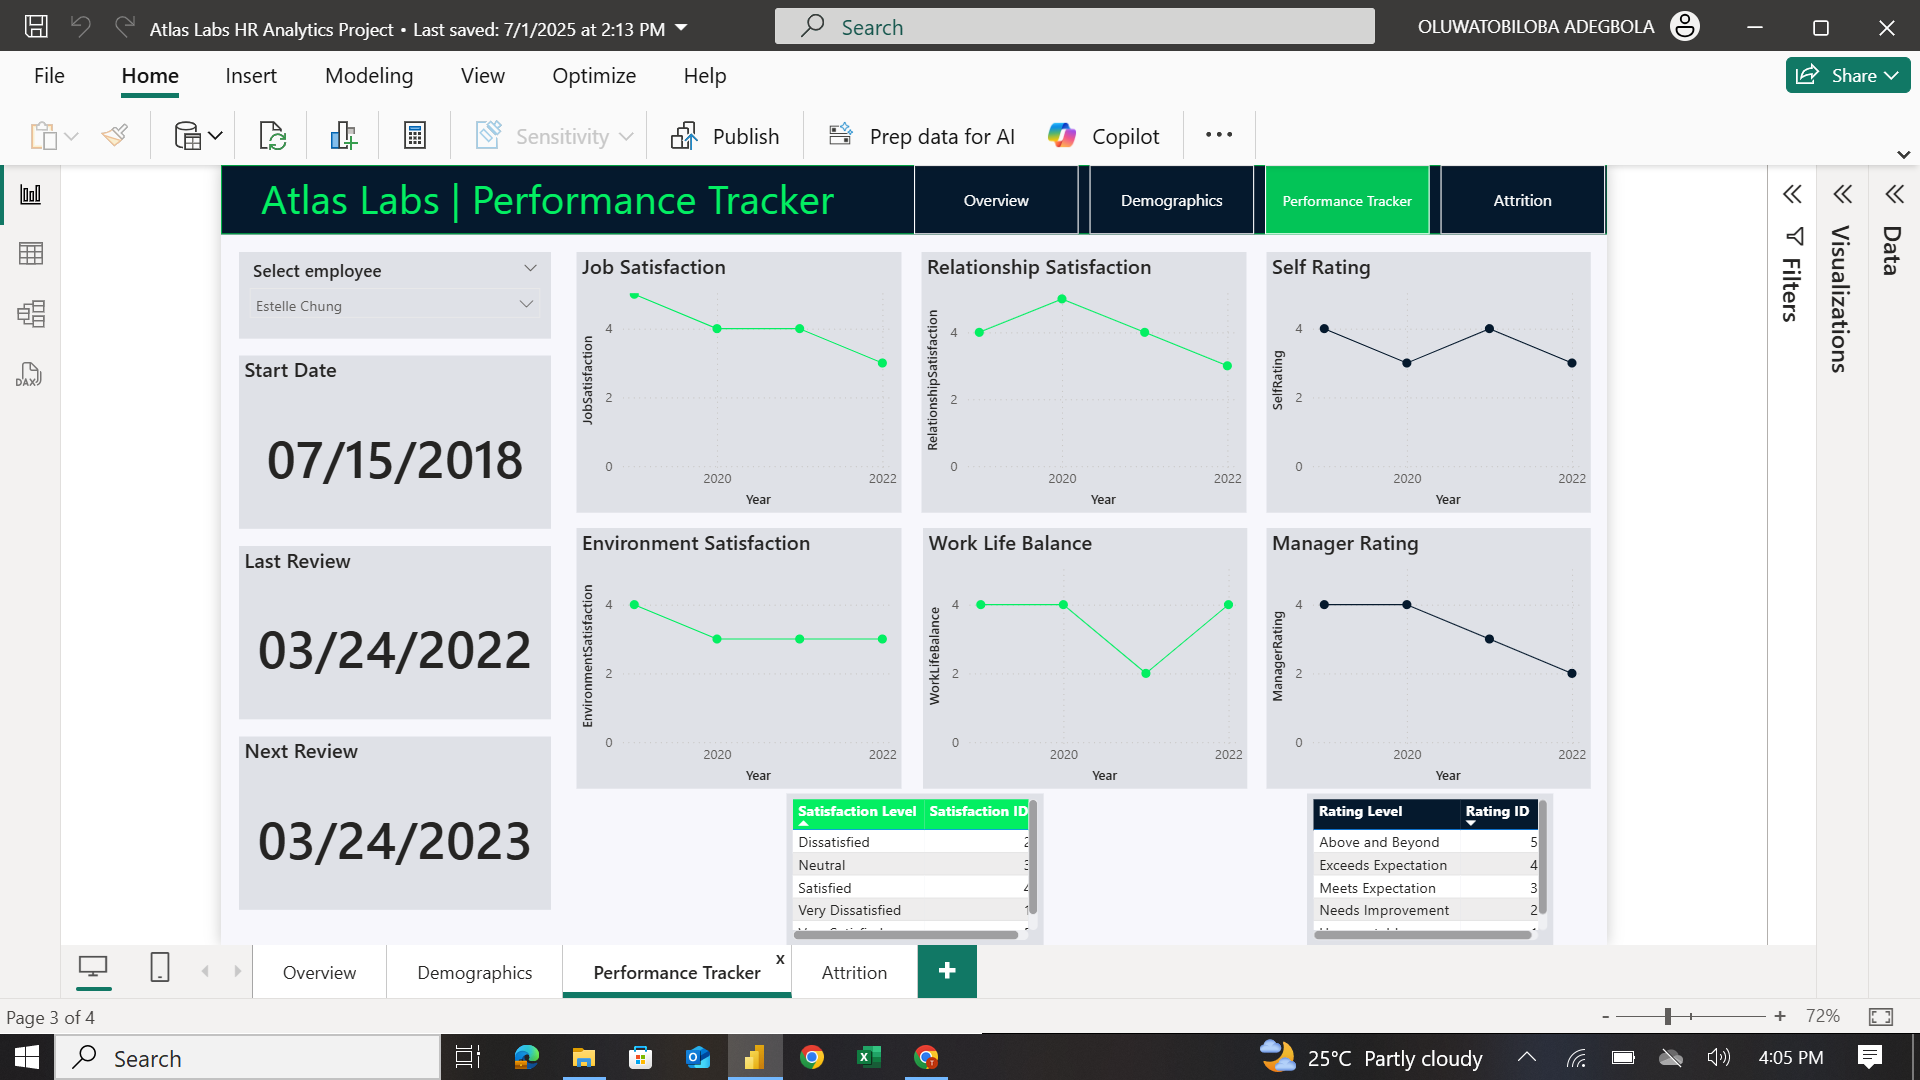 Atlas Labs HR Analytics Project • Last saved: 7/1/2025 at 2:13 PM
Search
OLUWATOBILOBA ADEGBOLA
File
Home
Insert
Modeling
View
Optimize
Help
Share
Sensitivity
Publish
Prep data for AI
Copilot
Atlas Labs | Performance Tracker
Overview
Demographics
Performance Tracker
Attrition
Filters
Visualizations
Data
DAX
Select employee
Estelle Chung
Start Date
07/15/2018
Last Review
03/24/2022
Next Review
03/24/2023
Job Satisfaction
JobSatisfaction
4
2
0
2020
2022
Year
Relationship Satisfaction
RelationshipSatisfaction
4
2
0
2020
2022
Year
Self Rating
SelfRating
4
2
0
2020
2022
Year
Environment Satisfaction
EnvironmentSatisfaction
4
2
0
2020
2022
Year
Work Life Balance
WorkLifeBalance
4
2
0
2020
2022
Year
Manager Rating
ManagerRating
4
2
0
2020
2022
Year
Satisfaction Level Satisfaction ID
Dissatisfied 2
Neutral 3
Satisfied 4
Very Dissatisfied 1
Rating Level Rating ID
Above and Beyond 5
Exceeds Expectation 4
Meets Expectation 3
Needs Improvement 2
Overview
Demographics
Performance Tracker
x
Attrition
Page 3 of 4
- + 72%
Search
25°C Partly cloudy
4:05 PM